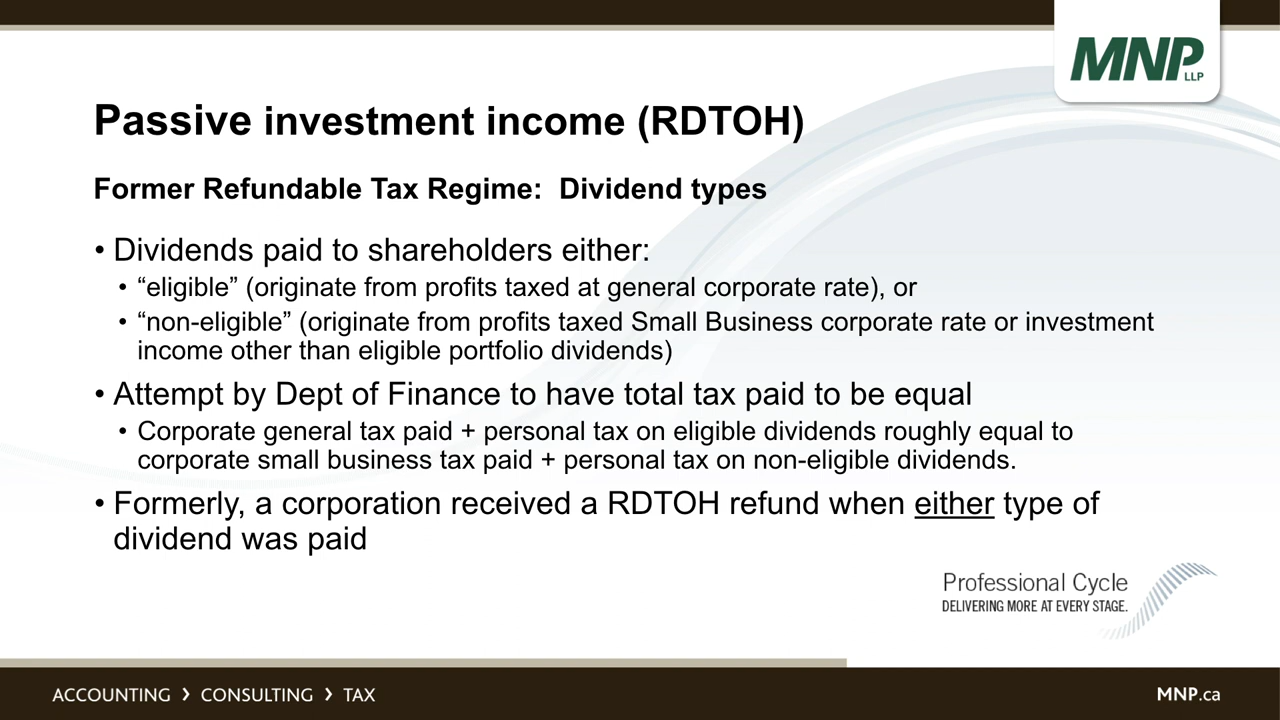 MNP
LLP
Passive investment income (RDTOH)
Former Refundable Tax Regime:  Dividend types
• Dividends paid to shareholders either:
• “eligible” (originate from profits taxed at general corporate rate), or
• “non-eligible” (originate from profits taxed Small Business corporate rate or investment
income other than eligible portfolio dividends)
• Attempt by Dept of Finance to have total tax paid to be equal
• Corporate general tax paid + personal tax on eligible dividends roughly equal to
corporate small business tax paid + personal tax on non-eligible dividends.
• Formerly, a corporation received a RDTOH refund when either type of
dividend was paid
Professional Cycle
DELIVERING MORE AT EVERY STAGE.
ACCOUNTING › CONSULTING › TAX
MNP.ca